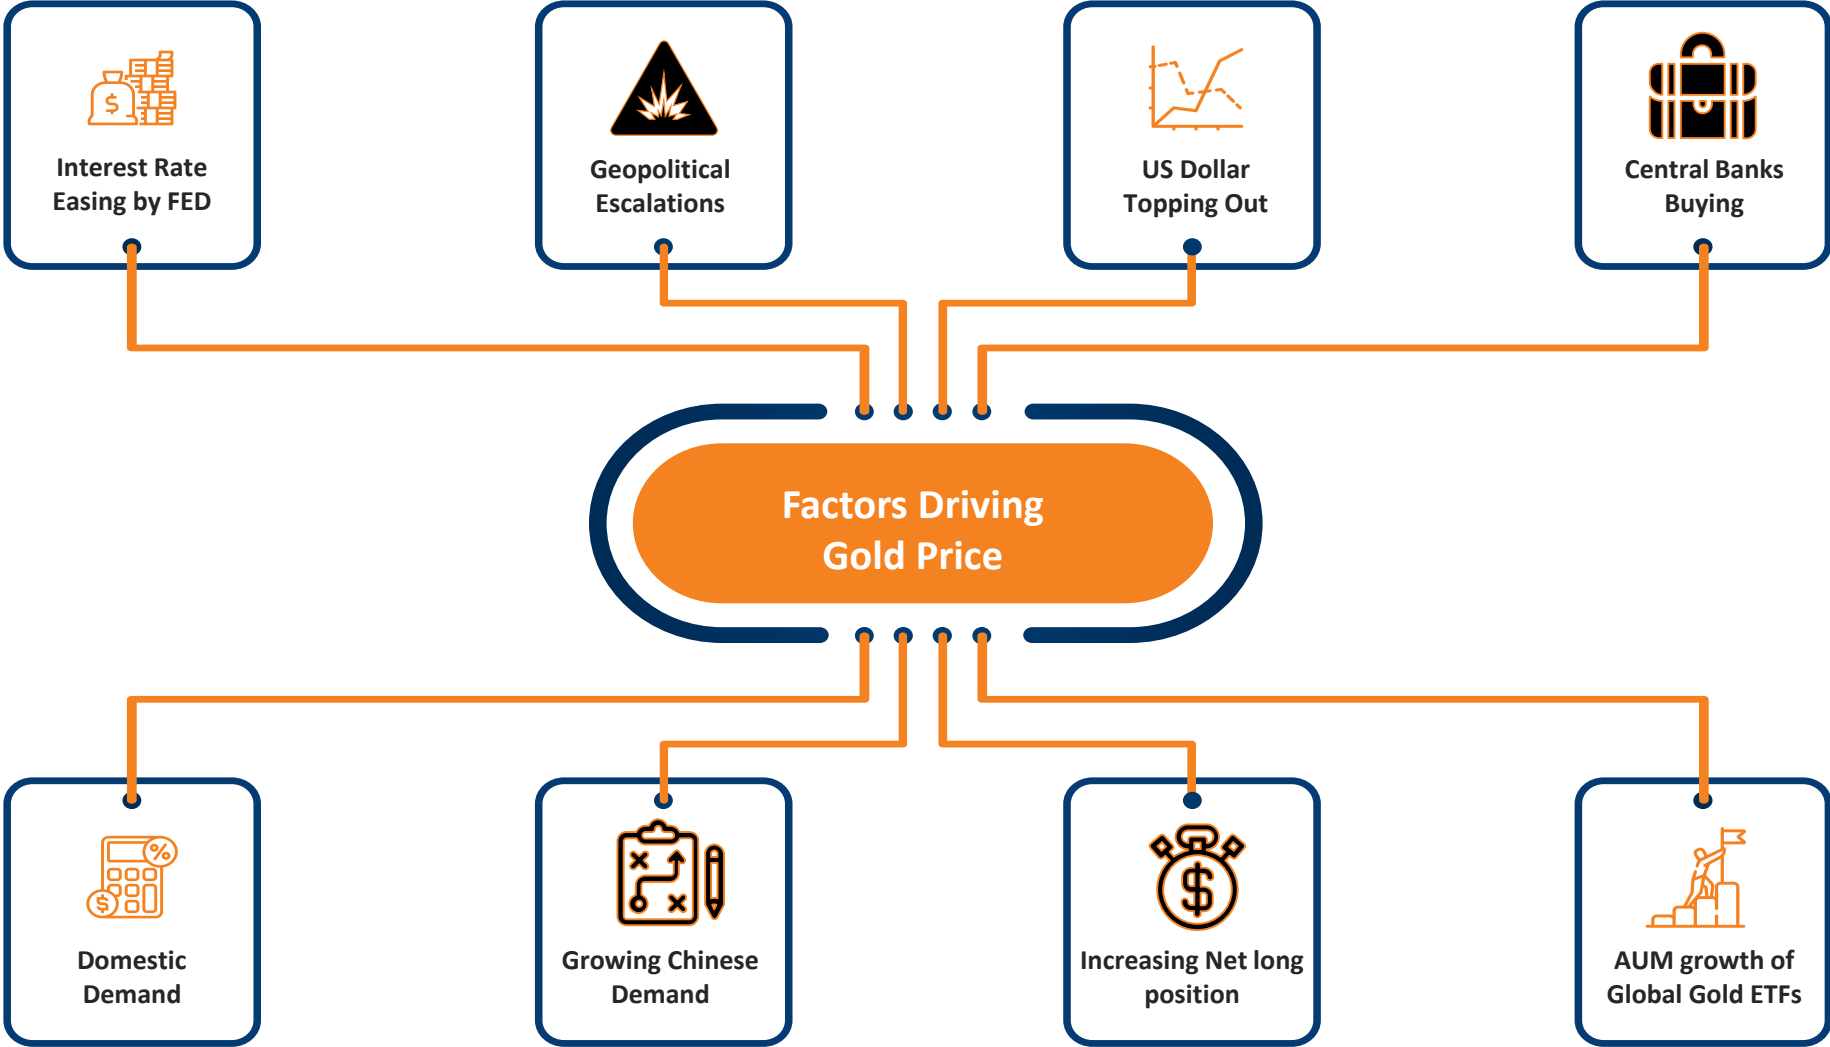 Interest Rate
Easing by FED
Geopolitical
Escalations
US Dollar
Topping Out
Central Banks
Buying
Factors Driving
Gold Price
Domestic
Demand
Growing Chinese
Demand
Increasing Net long
position
AUM growth of
Global Gold ETFs